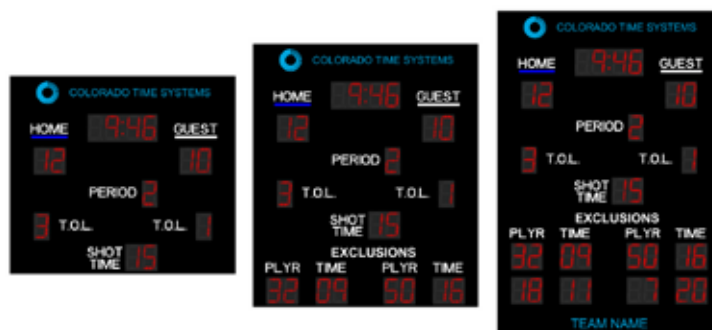 COLORADO TIME SYSTEMS
HOME 9:46 GUEST
12 10
PERIOD 2
3 T.O.L. T.O.L. 1
SHOT TIME 15
COLORADO TIME SYSTEMS
HOME 9:46 GUEST
12 10
PERIOD 2
3 T.O.L. T.O.L. 1
SHOT TIME 15
EXCLUSIONS
PLYR TIME PLYR TIME
32 09 50 16
COLORADO TIME SYSTEMS
HOME 9:46 GUEST
12 10
PERIOD 2
3 T.O.L. T.O.L. 1
SHOT TIME 15
EXCLUSIONS
PLYR TIME PLYR TIME
32 09 50 16
18 11 7 20
TEAM NAME